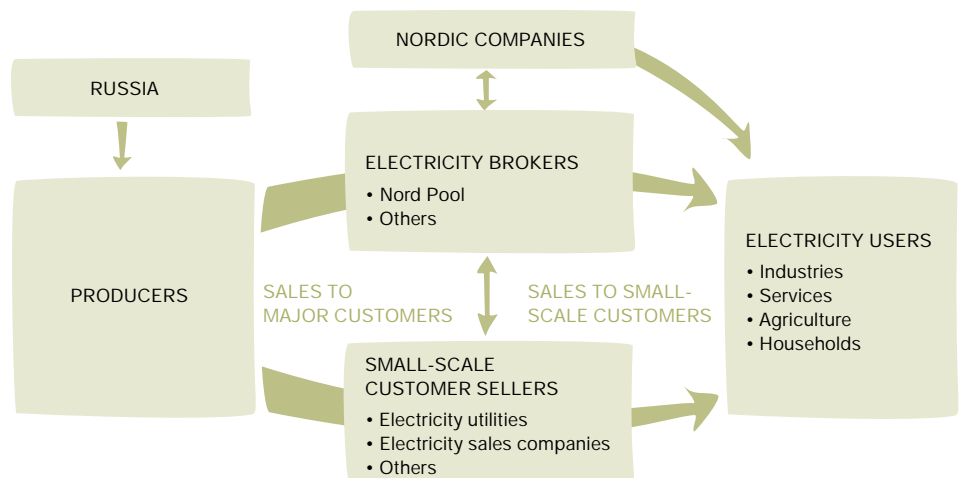 NORDIC COMPANIES
RUSSIA
ELECTRICITY BROKERS
• Nord Pool
• Others
ELECTRICITY USERS
• Industries
• Services
• Agriculture
• Households
PRODUCERS
SALES TO
MAJOR CUSTOMERS
SALES TO SMALL-
SCALE CUSTOMERS
SMALL-SCALE
CUSTOMER SELLERS
• Electricity utilities
• Electricity sales companies
• Others